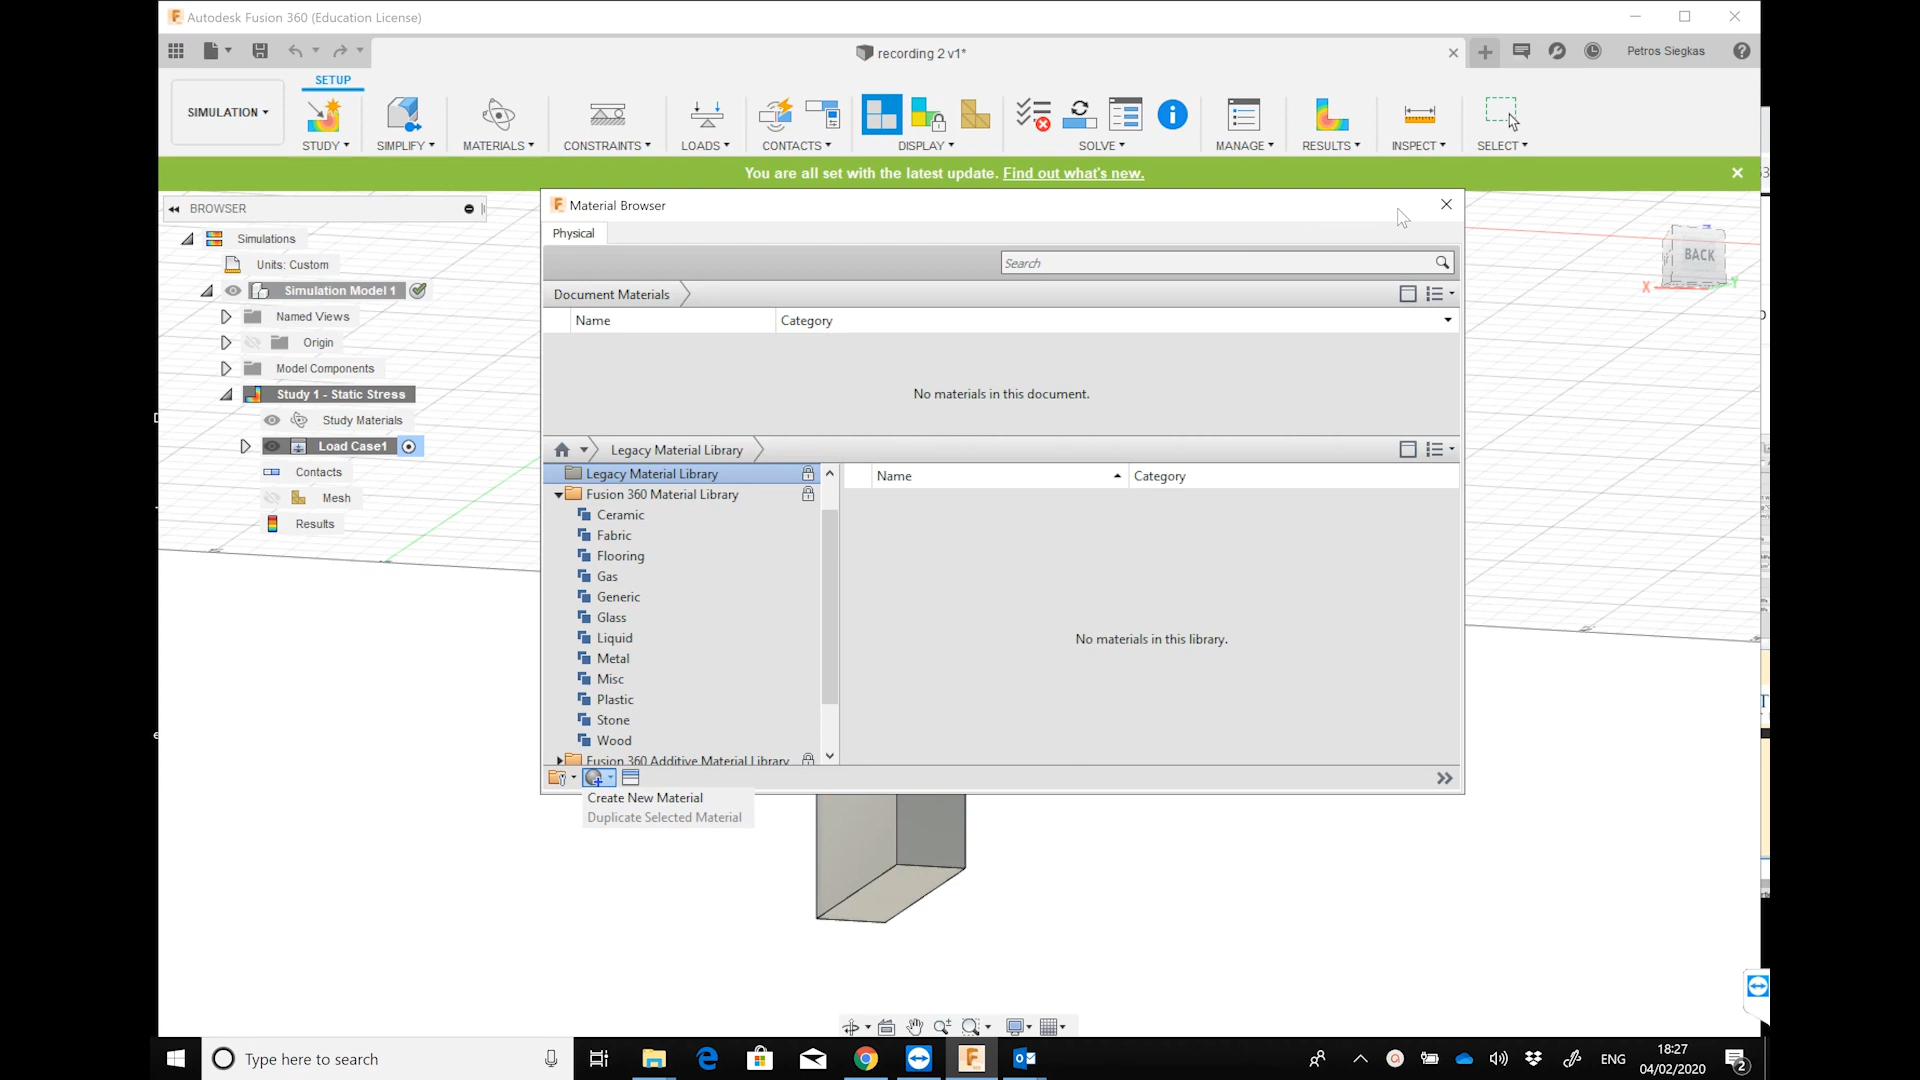 Autodesk Fusion 360 (Education License)
recording 2 v1*
Petros Siegkas
SETUP
SIMULATION
STUDY
SIMPLIFY
MATERIALS
CONSTRAINTS
LOADS
CONTACTS
DISPLAY
SOLVE
MANAGE
RESULTS
INSPECT
SELECT
You are all set with the latest update. Find out what's new.
BROWSER
Simulations
Units: Custom
Simulation Model 1
Named Views
Origin
Model Components
Study 1 - Static Stress
Study Materials
Load Case1
Contacts
Mesh
Results
Material Browser
Physical
Search
Document Materials
Name
Category
No materials in this document.
Legacy Material Library
Legacy Material Library
Name
Category
Fusion 360 Material Library
Ceramic
Fabric
Flooring
Gas
Generic
Glass
Liquid
Metal
Misc
Plastic
Stone
Wood
Fusion 360 Additive Material Library
No materials in this library.
Create New Material
Duplicate Selected Material
BACK
X
Y
Type here to search
ENG
18:27
04/02/2020
2